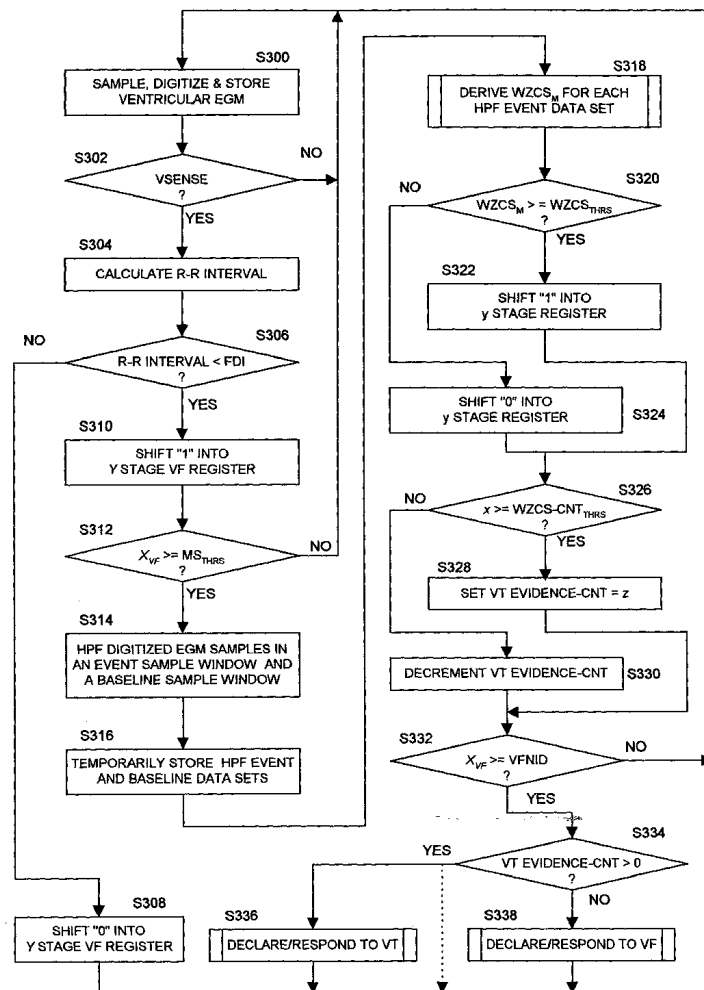 S300
SAMPLE, DIGITIZE & STORE
VENTRICULAR EGM
S302
NO
VSENSE
?
YES
S304
CALCULATE R-R INTERVAL
NO
S306
R-R INTERVAL < FDI
?
YES
S310
SHIFT "1" INTO
Y STAGE VF REGISTER
S312
X_VF >= MS_THRS
?
NO
YES
S314
HPF DIGITIZED EGM SAMPLES IN
AN EVENT SAMPLE WINDOW AND
A BASELINE SAMPLE WINDOW
S316
TEMPORARILY STORE HPF EVENT
AND BASELINE DATA SETS
S308
SHIFT "0" INTO
Y STAGE VF REGISTER
S318
DERIVE WZCS_M FOR EACH
HPF EVENT DATA SET
NO
S320
WZCS_M >= WZCS_THRS
?
YES
S322
SHIFT "1" INTO
y STAGE REGISTER
SHIFT "0" INTO
y STAGE REGISTER
S324
NO
S326
x >= WZCS-CNT_THRS
?
YES
S328
SET VT EVIDENCE-CNT = z
DECREMENT VT EVIDENCE-CNT
S330
S332
X_VF >= VFNID
?
NO
YES
S334
YES
VT EVIDENCE-CNT > 0
?
NO
S336
DECLARE/RESPOND TO VT
S338
DECLARE/RESPOND TO VF